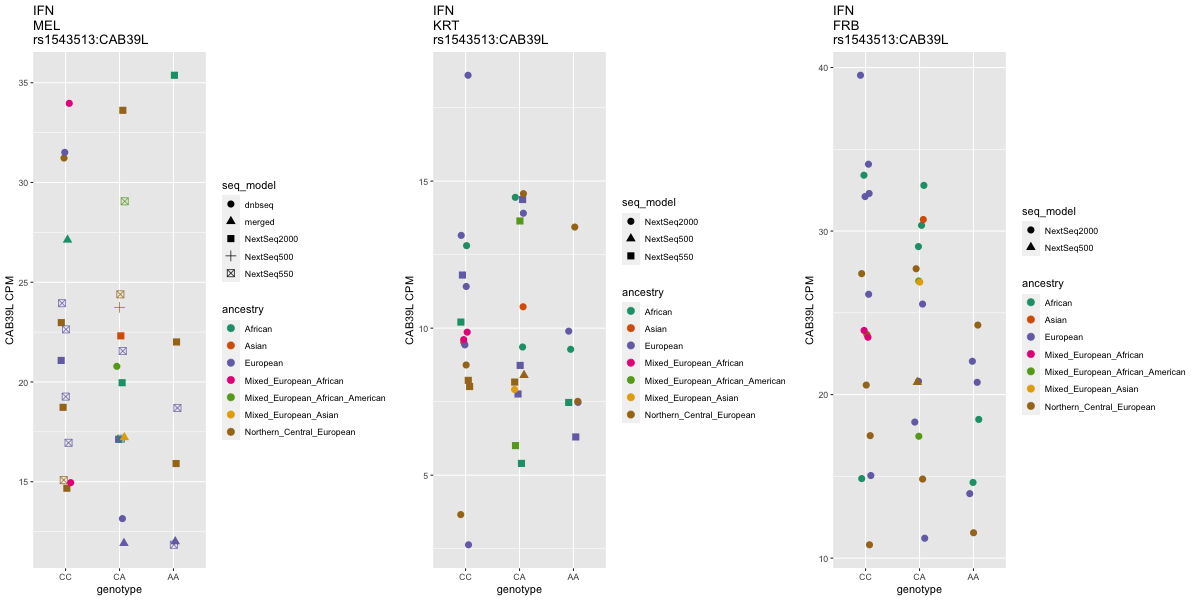 IFN
MEL
rs1543513:CAB39L
CAB39L CPM
35
30
25
20
15
CC
CA
AA
genotype
seq_model
dnbseq
merged
NextSeq2000
NextSeq500
NextSeq550
ancestry
African
Asian
European
Mixed_European_African
Mixed_European_African_American
Mixed_European_Asian
Northern_Central_European
IFN
KRT
rs1543513:CAB39L
CAB39L CPM
15
10
5
CC
CA
AA
genotype
seq_model
NextSeq2000
NextSeq500
NextSeq550
ancestry
African
Asian
European
Mixed_European_African
Mixed_European_African_American
Mixed_European_Asian
Northern_Central_European
IFN
FRB
rs1543513:CAB39L
CAB39L CPM
40
30
20
10
CC
CA
AA
genotype
seq_model
NextSeq2000
NextSeq500
ancestry
African
Asian
European
Mixed_European_African
Mixed_European_African_American
Mixed_European_Asian
Northern_Central_European